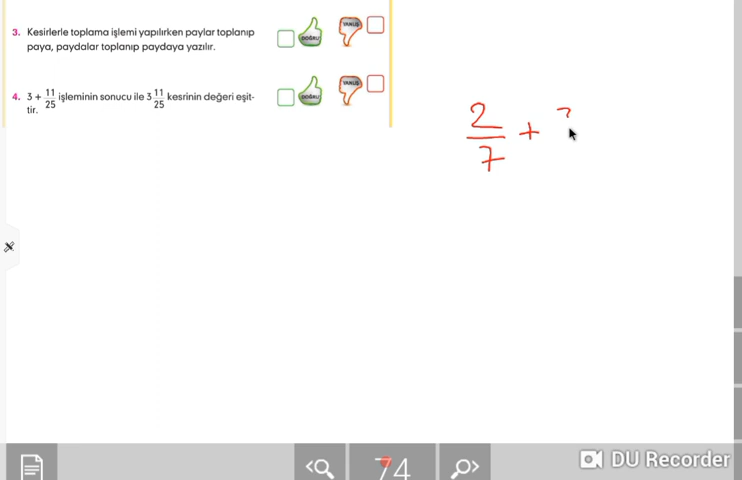 3. Kesirlerle toplama işlemi yapılırken paylar toplanıp
paya, paydalar toplanıp paydaya yazılır.
DOĞRU
YANLIŞ
4. 3 + 11/25 işleminin sonucu ile 3 11/25 kesrinin değeri eşit-
tir.
DOĞRU
YANLIŞ
2/7 +
74
DU Recorder